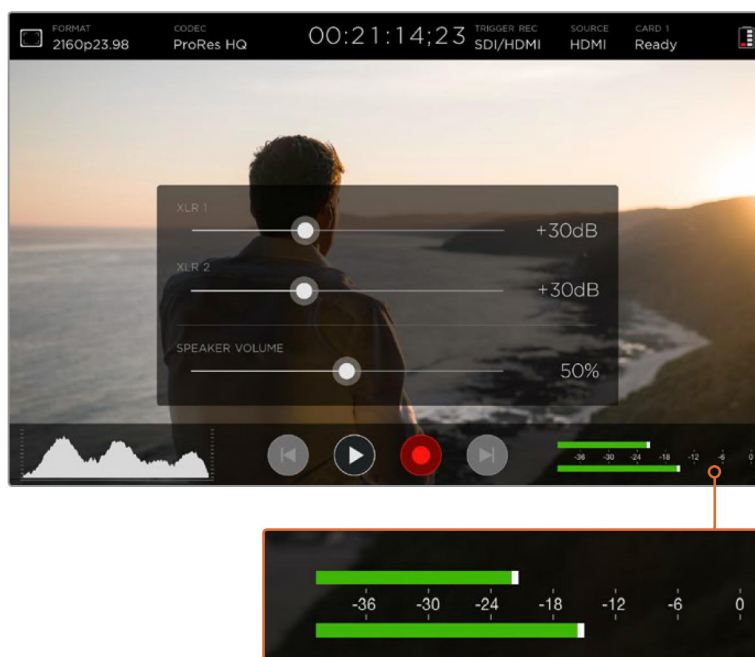 FORMAT CODEC 00:21:14;23 TRIGGER REC SOURCE CARD 1
2160p23.98 ProRes HQ SDI/HDMI HDMI Ready
XLR 1
+30dB
XLR 2
+30dB
SPEAKER VOLUME
50%
-36 -30 -24 -18 -12 -6 0
-36 -30 -24 -18 -12 -6 0